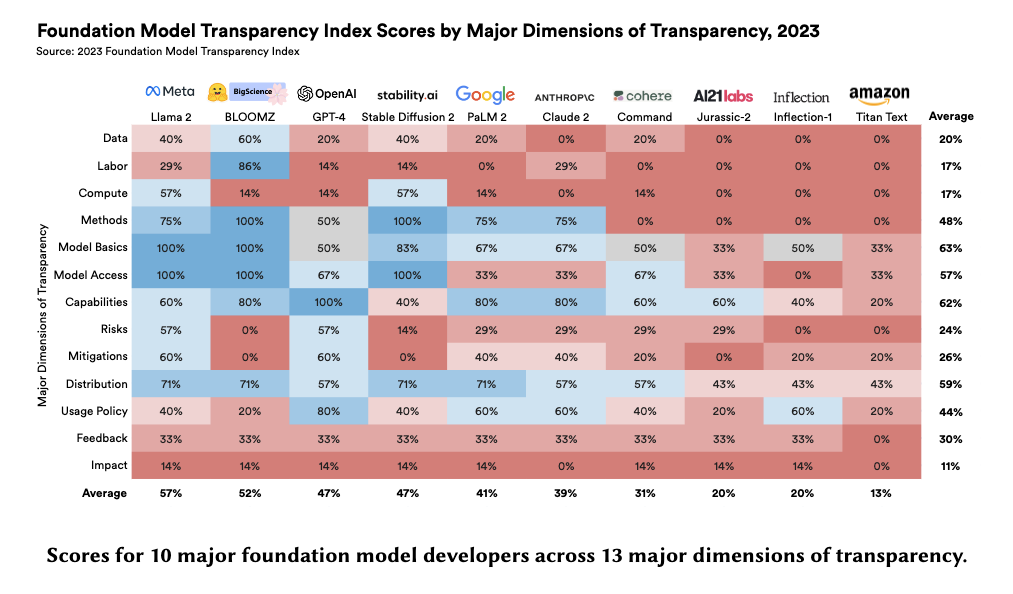 Foundation Model Transparency Index Scores by Major Dimensions of Transparency, 2023
Source: 2023 Foundation Model Transparency Index
Meta BigScience OpenAI stability.ai Google ANTHROP\C cohere AI21labs Inflection amazon
Llama 2 BLOOMZ GPT-4 Stable Diffusion 2 PaLM 2 Claude 2 Command Jurassic-2 Inflection-1 Titan Text Average
Major Dimensions of Transparency
Data 40% 60% 20% 40% 20% 0% 20% 0% 0% 0% 20%
Labor 29% 86% 14% 14% 0% 29% 0% 0% 0% 0% 17%
Compute 57% 14% 14% 57% 14% 0% 14% 0% 0% 0% 17%
Methods 75% 100% 50% 100% 75% 75% 0% 0% 0% 0% 48%
Model Basics 100% 100% 50% 83% 67% 67% 50% 33% 50% 33% 63%
Model Access 100% 100% 67% 100% 33% 33% 67% 33% 0% 33% 57%
Capabilities 60% 80% 100% 40% 80% 80% 60% 60% 40% 20% 62%
Risks 57% 0% 57% 14% 29% 29% 29% 29% 0% 0% 24%
Mitigations 60% 0% 60% 0% 40% 40% 20% 0% 20% 20% 26%
Distribution 71% 71% 57% 71% 71% 57% 57% 43% 43% 43% 59%
Usage Policy 40% 20% 80% 40% 60% 60% 40% 20% 60% 20% 44%
Feedback 33% 33% 33% 33% 33% 33% 33% 33% 33% 0% 30%
Impact 14% 14% 14% 14% 14% 0% 14% 14% 14% 0% 11%
Average 57% 52% 47% 47% 41% 39% 31% 20% 20% 13%
Scores for 10 major foundation model developers across 13 major dimensions of transparency.